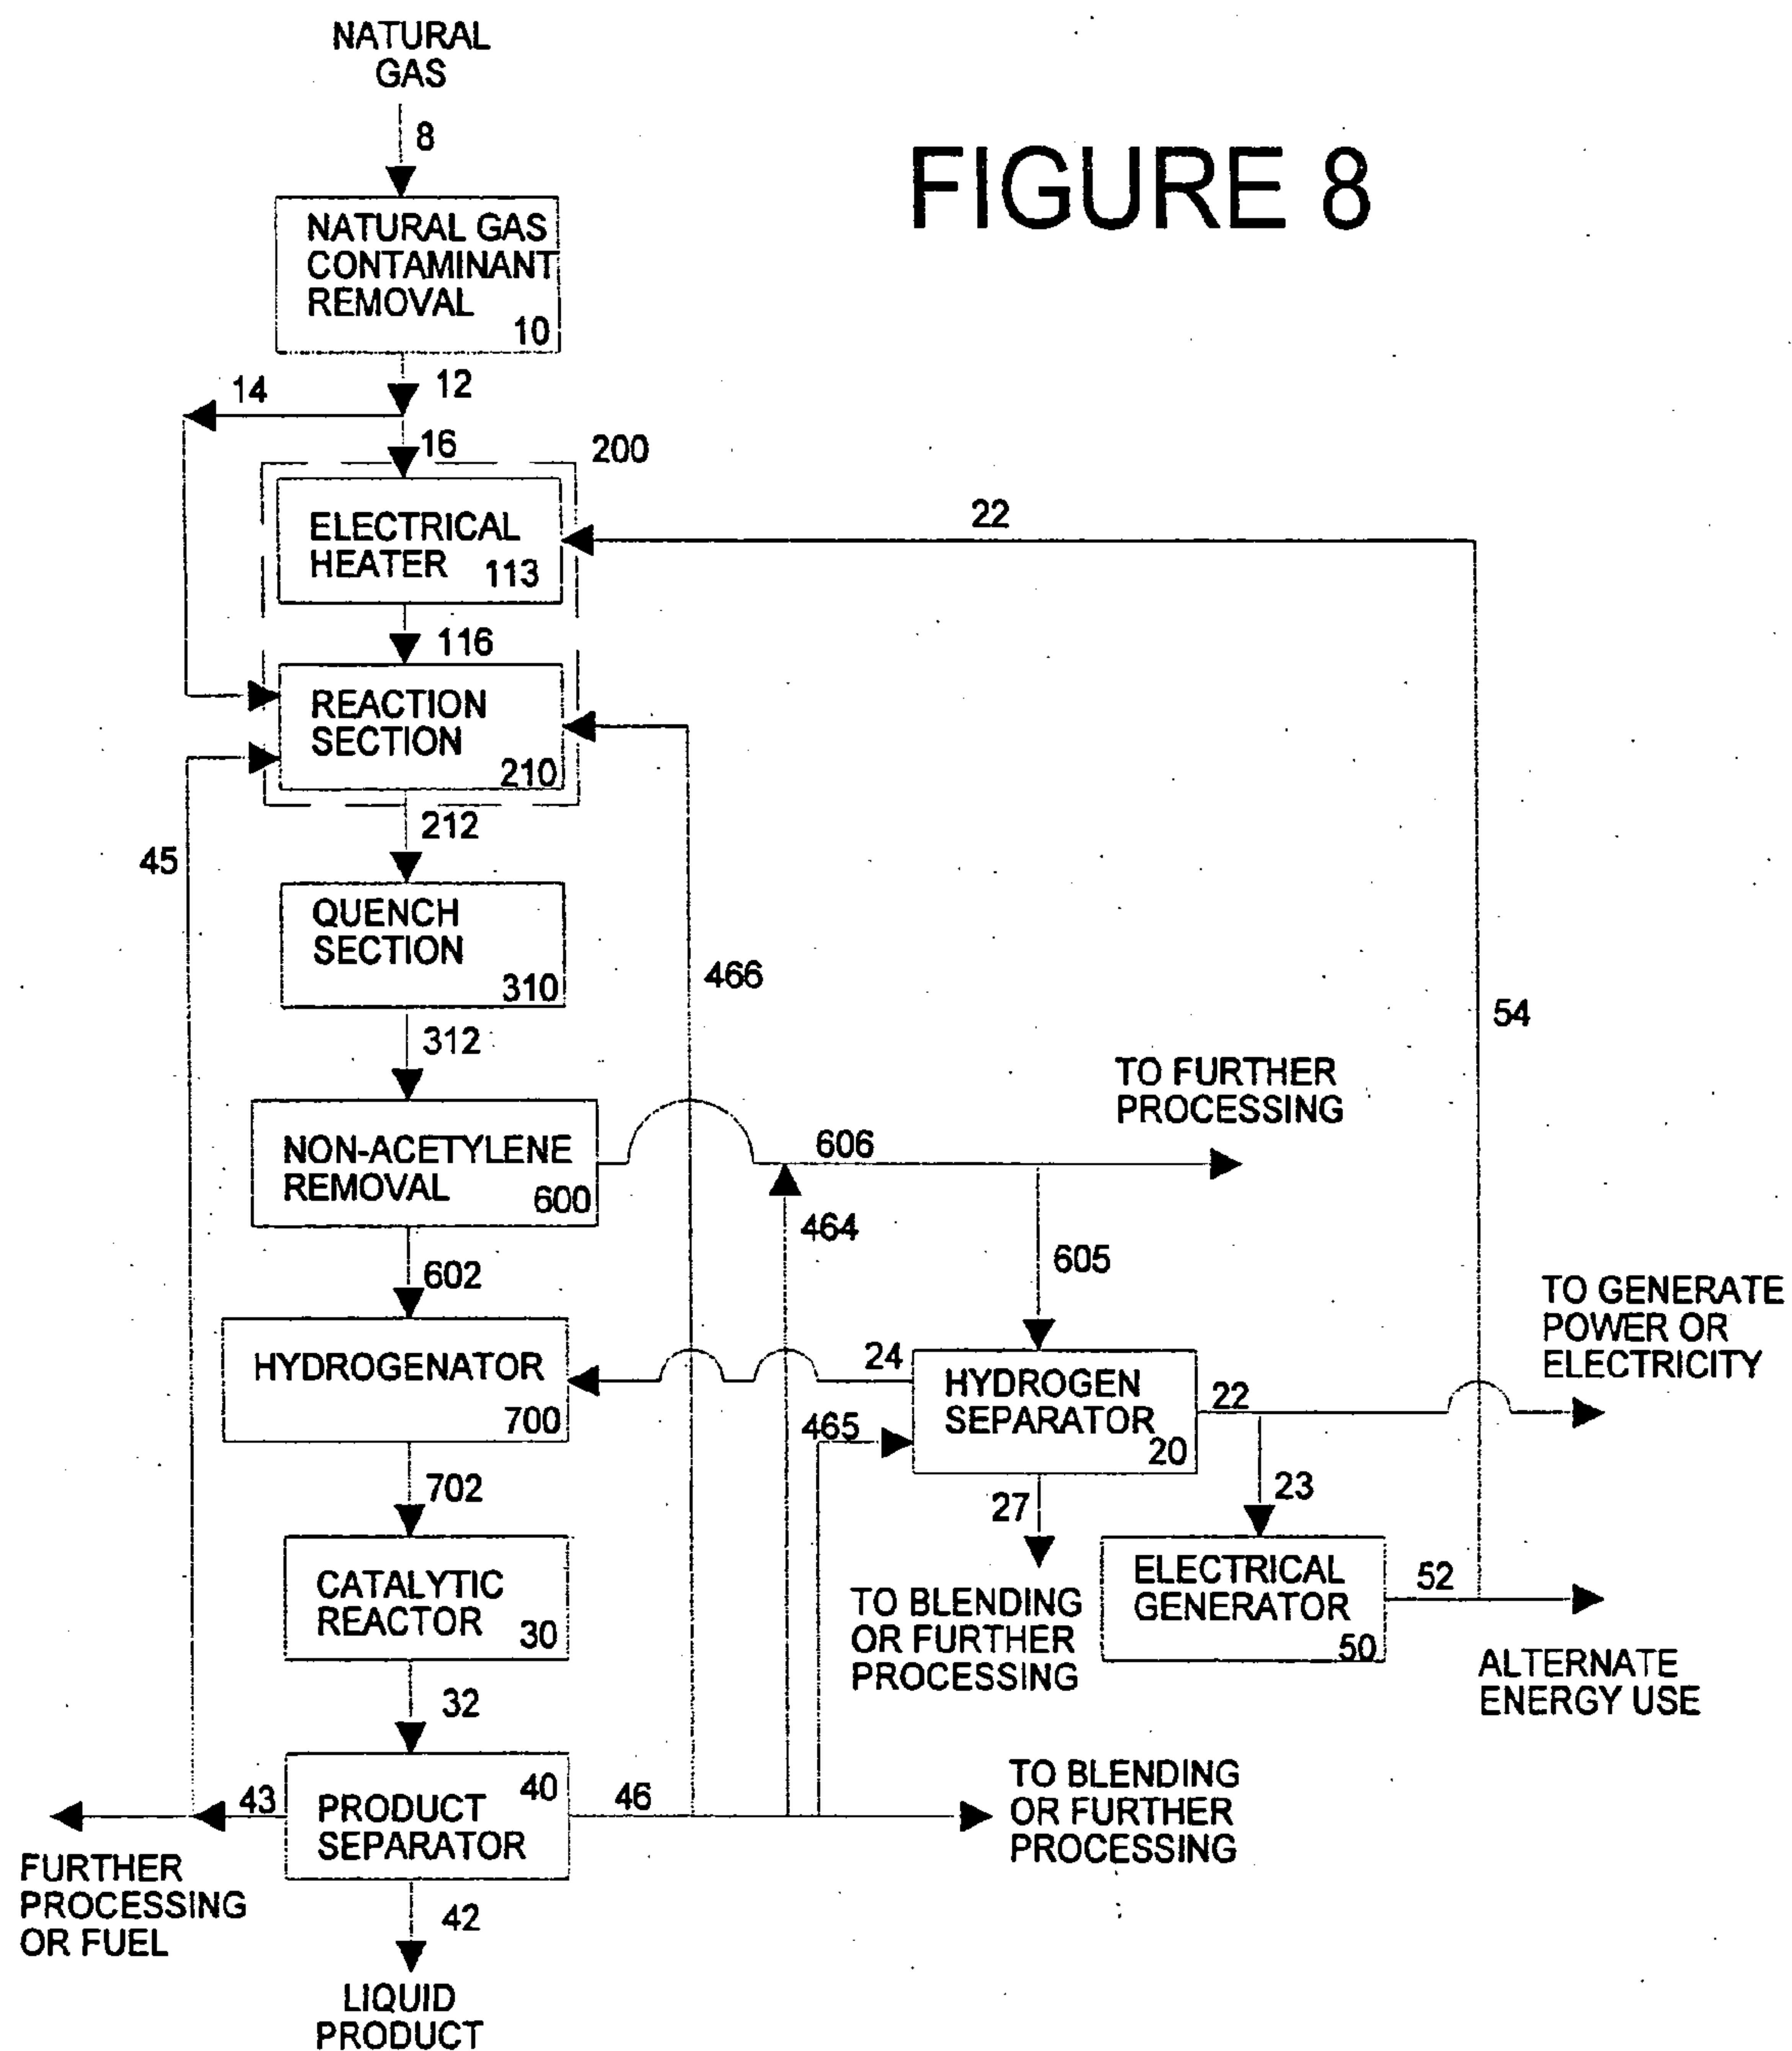 NATURAL
GAS
8
FIGURE 8
NATURAL GAS
CONTAMINANT
REMOVAL
10
12
14
16
200
ELECTRICAL
HEATER
113
22
116
REACTION
SECTION
210
212
45
QUENCH
SECTION
310
466
54
312
TO FURTHER
PROCESSING
NON-ACETYLENE
REMOVAL
600
606
464
605
602
TO GENERATE
POWER OR
ELECTRICITY
HYDROGENATOR
700
24
HYDROGEN
SEPARATOR
20
22
465
702
27
23
CATALYTIC
REACTOR
30
TO BLENDING
OR FURTHER
PROCESSING
ELECTRICAL
GENERATOR
50
52
ALTERNATE
ENERGY USE
32
43
PRODUCT
SEPARATOR
40
46
TO BLENDING
OR FURTHER
PROCESSING
FURTHER
PROCESSING
OR FUEL
42
LIQUID
PRODUCT